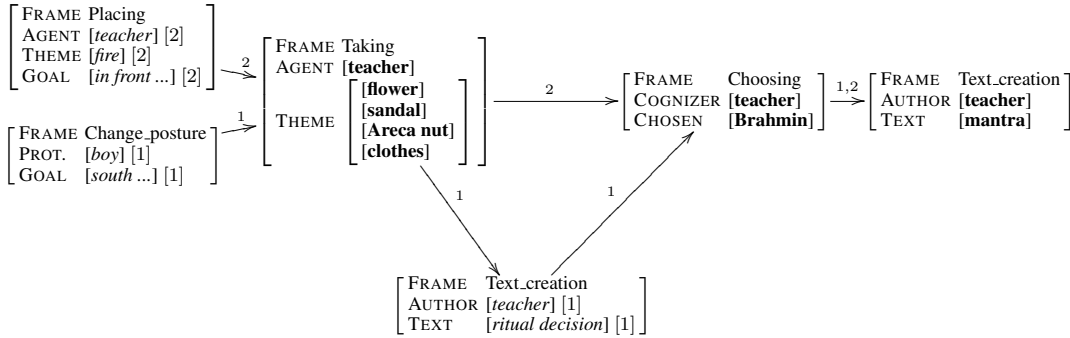 FRAME Placing
AGENT [teacher] [2]
THEME [fire] [2]
GOAL [in front ...] [2]
FRAME Change_posture
PROT. [boy] [1]
GOAL [south ...] [1]
2
1
FRAME Taking
AGENT [teacher]
THEME
[flower]
[sandal]
[Areca nut]
[clothes]
2
1
1
FRAME Choosing
COGNIZER [teacher]
CHOSEN [Brahmin]
1,2
FRAME Text_creation
AUTHOR [teacher]
TEXT [mantra]
FRAME Text_creation
AUTHOR [teacher] [1]
TEXT [ritual decision] [1]